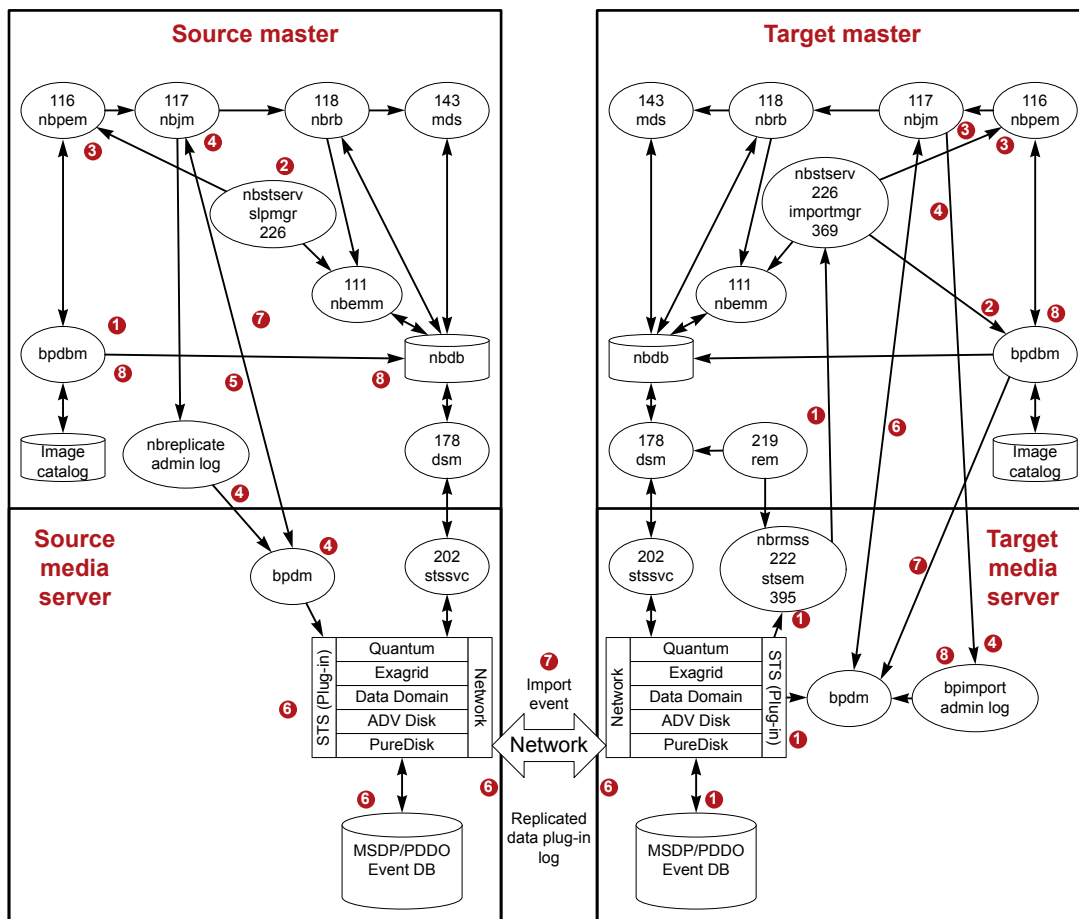 Source master
116
nbpem
117
nbjm
118
nbrb
143
mds
3
4
2
nbstserv
slpmgr
226
111
nbemm
7
1
bpdbm
8
5
8
nbdb
Image
catalog
nbreplicate
admin log
4
178
dsm
Source
media
server
4
bpdm
202
stssvc
STS (Plug-in)
Quantum
Exagrid
Data Domain
ADV Disk
PureDisk
Network
6
6
6
MSDP/PDDO
Event DB
7
Import
event
Network
Replicated
data plug-in
log
Target master
143
mds
118
nbrb
117
nbjm
116
nbpem
3
3
nbstserv
226
importmgr
369
4
111
nbemm
2
8
nbdb
bpdbm
1
6
178
dsm
219
rem
Image
catalog
Target
media
server
202
stssvc
nbrmss
222
stsem
395
7
1
Network
Quantum
Exagrid
Data Domain
ADV Disk
PureDisk
STS (Plug-in)
8
4
bpdm
bpimport
admin log
1
6
1
MSDP/PDDO
Event DB